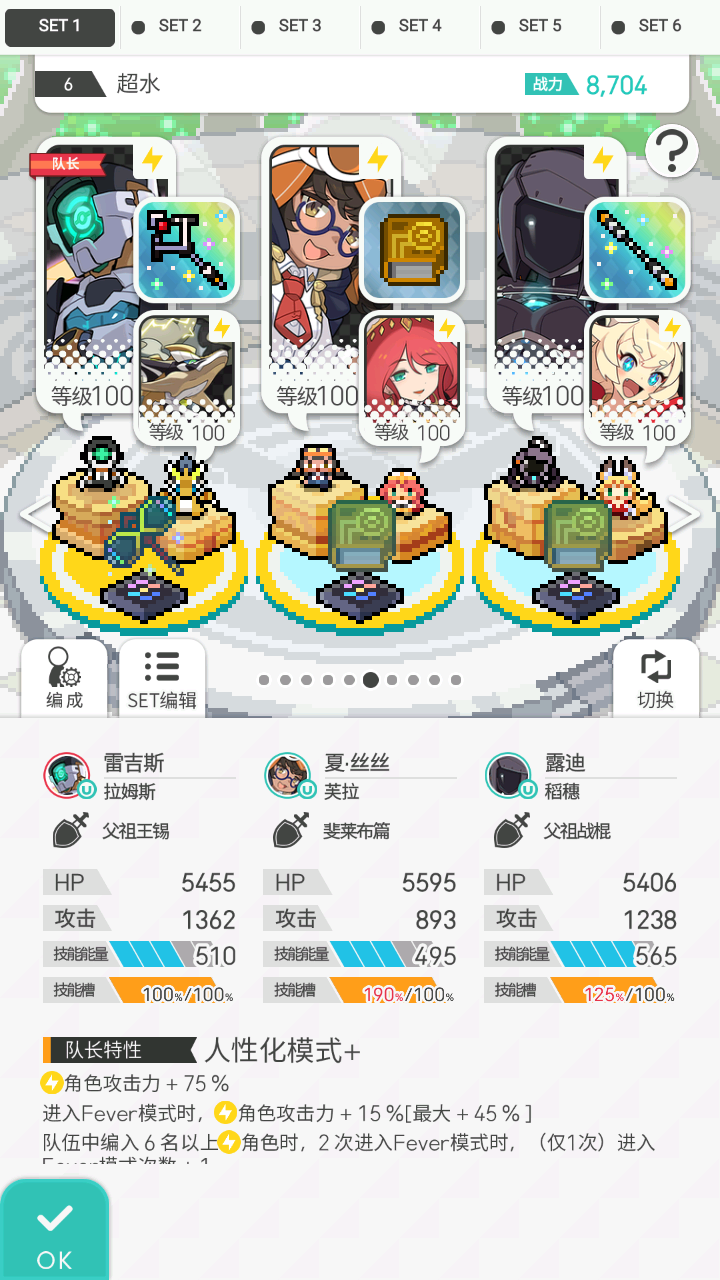 SET 1 SET 2 SET 3 SET 4 SET 5 SET 6
6 超水 战力 8,704
队长
等级100 等级100 等级100
等级 100 等级 100 等级 100
编成 SET编辑 切换
雷吉斯 夏·丝丝 露迪
拉姆斯 芙拉 稻穗
父祖王锡 斐莱布篇 父祖战棍
HP 5455 HP 5595 HP 5406
攻击 1362 攻击 893 攻击 1238
技能能量 510 技能能量 495 技能能量 565
技能槽 100%/100% 技能槽 190%/100% 技能槽 125%/100%
队长特性 人性化模式+
角色攻击力+75%
进入Fever模式时，角色攻击力+15%[最大+45%]
队伍中编入6名以上角色时，2次进入Fever模式时，（仅1次）进入
Fever模式次数+1
OK